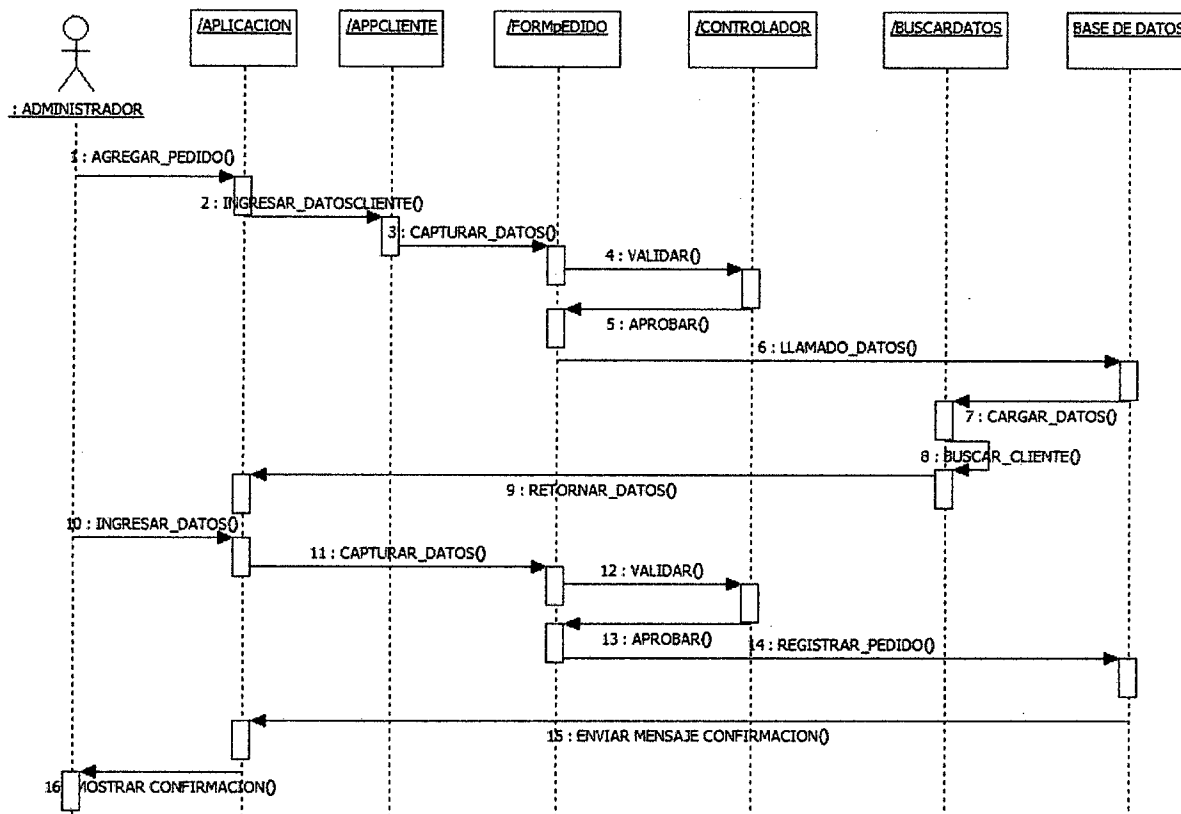 /APLICACION
/APPCLIENTE
/FORMpEDIDO
/CONTROLADOR
/BUSCARDATOS
BASE DE DATOS
: ADMINISTRADOR
1 : AGREGAR_PEDIDO()
2 : INGRESAR_DATOSCLIENTE()
3 : CAPTURAR_DATOS()
4 : VALIDAR()
5 : APROBAR()
6 : LLAMADO_DATOS()
7 : CARGAR_DATOS()
8 : BUSCAR_CLIENTE()
9 : RETORNAR_DATOS()
10 : INGRESAR_DATOS()
11 : CAPTURAR_DATOS()
12 : VALIDAR()
13 : APROBAR()
14 : REGISTRAR_PEDIDO()
15 : ENVIAR MENSAJE CONFIRMACION()
16 : MOSTRAR CONFIRMACION()